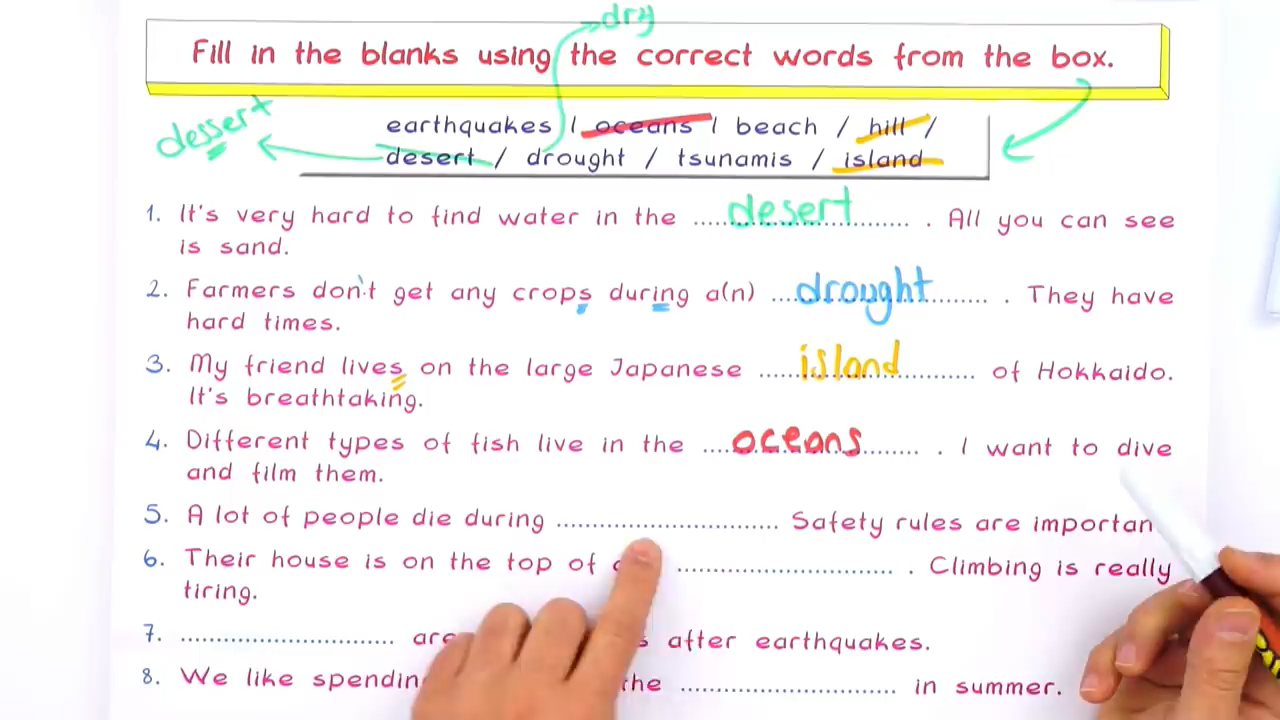 dry
Fill in the blanks using the correct words from the box.
dessert
earthquakes / oceans / beach / hill /
desert / drought / tsunamis / island
1. It's very hard to find water in the ...desert... . All you can see
is sand.
2. Farmers don't get any crops during a(n) ...drought... . They have
hard times.
3. My friend lives on the large Japanese ...island... of Hokkaido.
It's breathtaking.
4. Different types of fish live in the ...oceans... . I want to dive
and film them.
5. A lot of people die during ............................ Safety rules are importan
6. Their house is on the top of ............................ . Climbing is really
tiring.
7. ............................ after earthquakes.
8. We like the ............................ in summer.